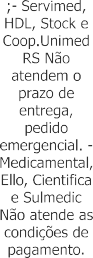 ;- Servimed,
HDL, Stock e
Coop.Unimed
RS Não
atendem o
prazo de
entrega,
pedido
emergencial. -
Medicamental,
Ello, Cientifica
e Sulmedic
Não atende as
condições de
pagamento.